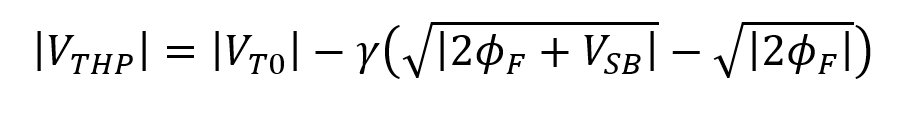 |V_THP| = |V_T0| − γ(√|2ϕ_F + V_SB| − √|2ϕ_F|)